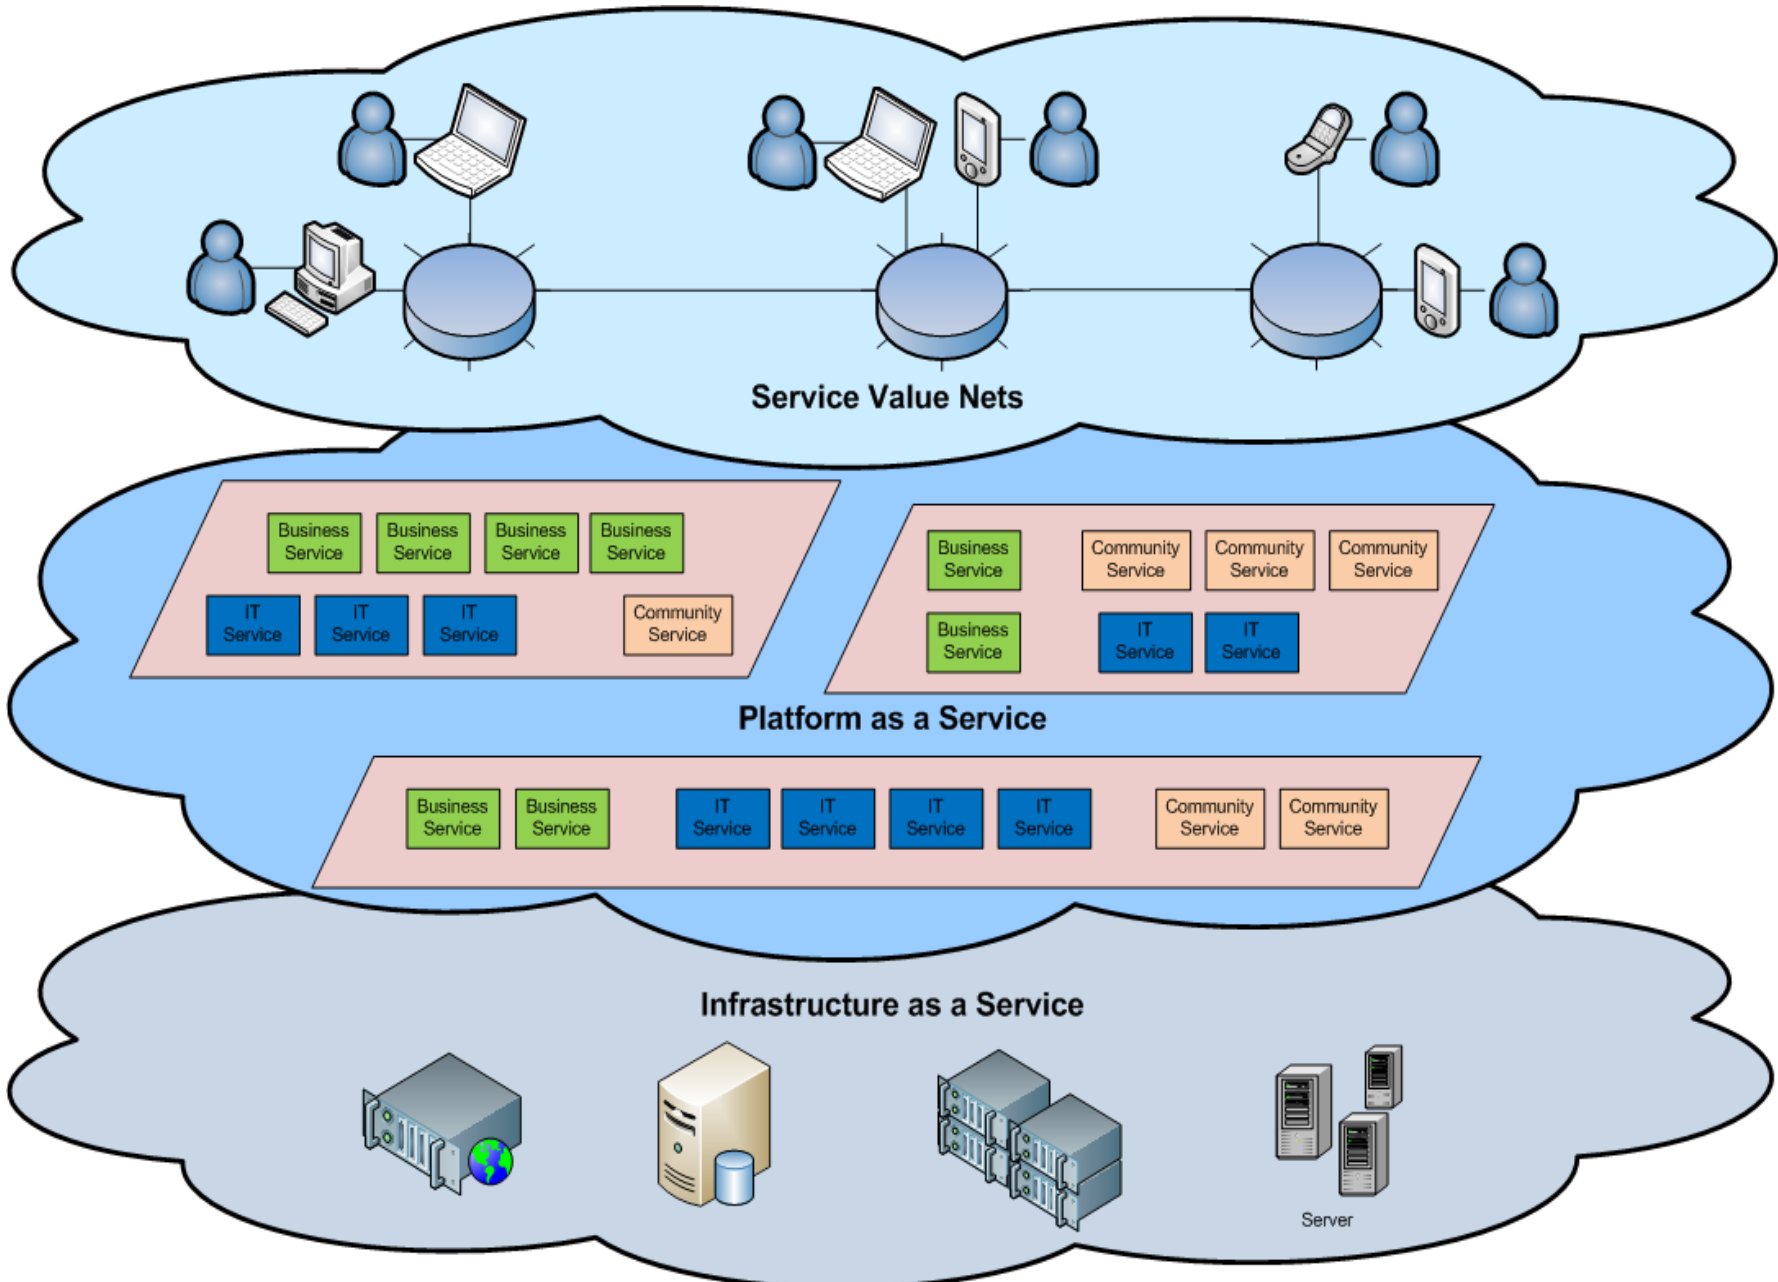 Service Value Nets
Business
Service
Business
Service
Business
Service
Business
Service
IT
Service
IT
Service
IT
Service
Community
Service
Business
Service
Community
Service
Community
Service
Community
Service
Business
Service
IT
Service
IT
Service
Platform as a Service
Business
Service
Business
Service
IT
Service
IT
Service
IT
Service
IT
Service
Community
Service
Community
Service
Infrastructure as a Service
Server